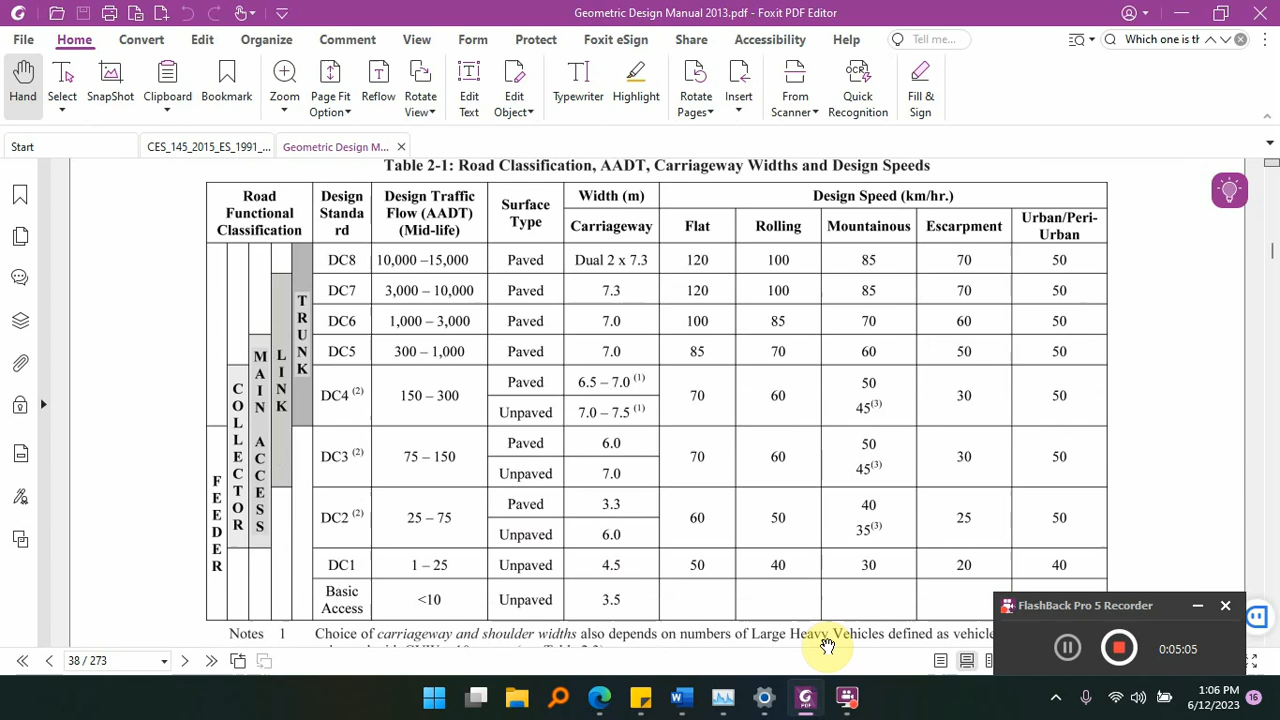 Geometric Design Manual 2013.pdf - Foxit PDF Editor
File Home Convert Edit Organize Comment View Form Protect Foxit eSign Share Accessibility Help Tell me... Which one is th
Hand Select SnapShot Clipboard Bookmark Zoom Page Fit Option Reflow Rotate View Edit Text Edit Object Typewriter Highlight Rotate Pages Insert From Scanner Quick Recognition Fill & Sign
Start CES_145_2015_ES_1991_... Geometric Design M...
Table 2-1: Road Classification, AADT, Carriageway Widths and Design Speeds
Road Functional Classification Design Standa rd Design Traffic Flow (AADT) (Mid-life) Surface Type Width (m) Design Speed (km/hr.)
Carriageway Flat Rolling Mountainous Escarpment Urban/Peri-Urban
DC8 10,000 –15,000 Paved Dual 2 x 7.3 120 100 85 70 50
DC7 3,000 – 10,000 Paved 7.3 120 100 85 70 50
DC6 1,000 – 3,000 Paved 7.0 100 85 70 60 50
DC5 300 – 1,000 Paved 7.0 85 70 60 50 50
DC4 (2) 150 – 300 Paved 6.5 – 7.0 (1) 70 60 50 45(3) 30 50
Unpaved 7.0 – 7.5 (1)
DC3 (2) 75 – 150 Paved 6.0 70 60 50 45(3) 30 50
Unpaved 7.0
DC2 (2) 25 – 75 Paved 3.3 60 50 40 35(3) 25 50
Unpaved 6.0
DC1 1 – 25 Unpaved 4.5 50 40 30 20 40
Basic Access <10 Unpaved 3.5
FEEDER
COLLECTOR
MAIN ACCESS
LINK
TRUNK
Notes 1 Choice of carriageway and shoulder widths also depends on numbers of Large Heavy Vehicles defined as vehicle
FlashBack Pro 5 Recorder
0:05:05
38 / 273
1:06 PM
6/12/2023
16